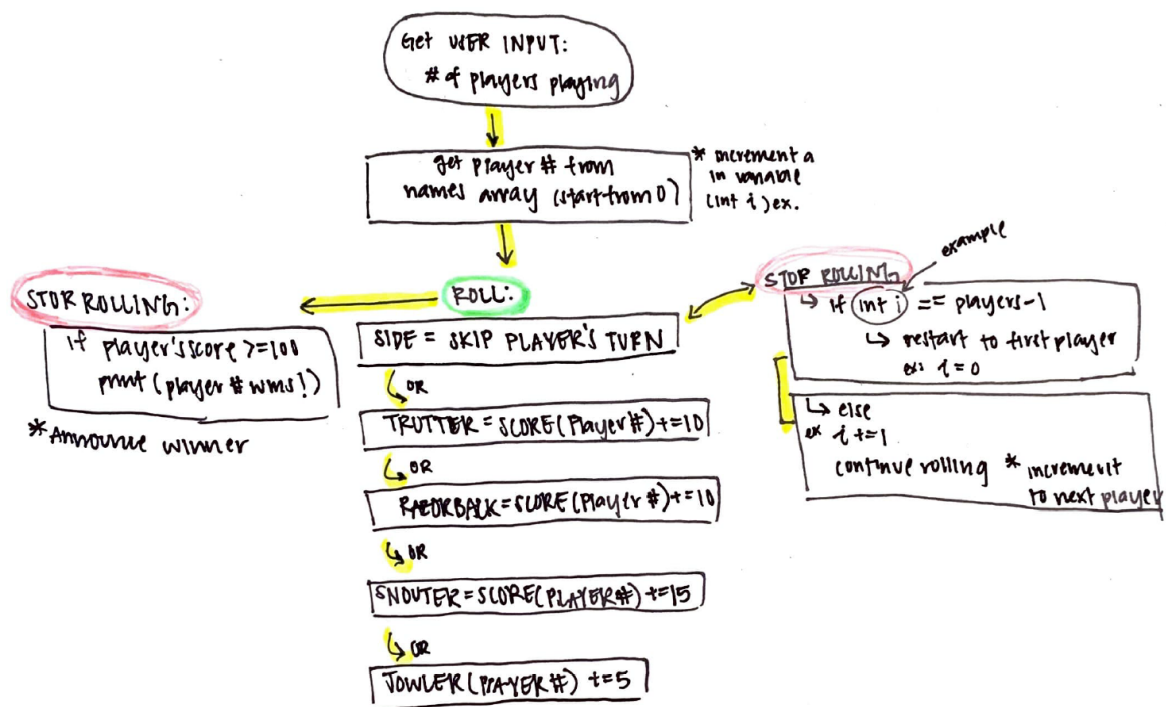 Get USER INPUT:
# of players playing
get player # from
names array (start from 0)
* increment a
in variable
(int i) ex.
ROLL:
SIDE = SKIP PLAYER'S TURN
OR
TROTTER = SCORE (Player #) += 10
OR
RAZORBACK = SCORE (Player #) += 10
OR
SNOUTER = SCORE (PLAYER #) += 15
OR
JOWLER (PLAYER #) += 5
STOP ROLLING:
if player's score >= 100
print (player # wins!)
* Announce winner
example
STOP ROLLING
↳ if int i == players-1
↳ restart to first player
ex: i = 0
↳ else
ex i += 1
continue rolling * increment
to next player